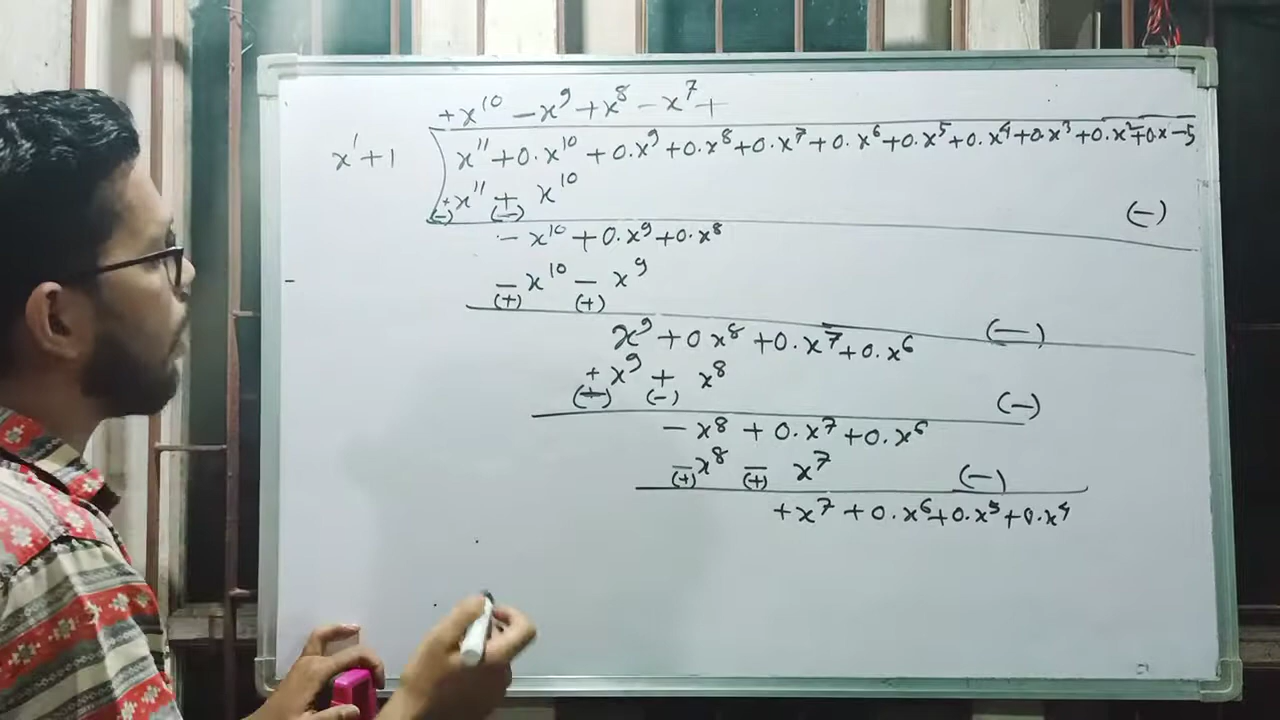 +x¹⁰ −x⁹ +x⁸ −x⁷ +
x¹+1 x¹¹ +0.x¹⁰ +0.x⁹ +0.x⁸ +0.x⁷ +0.x⁶ +0.x⁵ +0.x⁴ +0.x³ +0.x² +0.x −5
+x¹¹ + x¹⁰
(−) (−) (−)
− x¹⁰ +0.x⁹ +0.x⁸
− x¹⁰ − x⁹
(+) (+)
x⁹ +0 x⁸ +0.x⁷ +0.x⁶ (−)
+x⁹ + x⁸
(−) (−) (−)
− x⁸ + 0.x⁷ +0.x⁶
− x⁸ − x⁷ (−)
(+) (+)
+x⁷ +0.x⁶ +0.x⁵ +0.x⁴